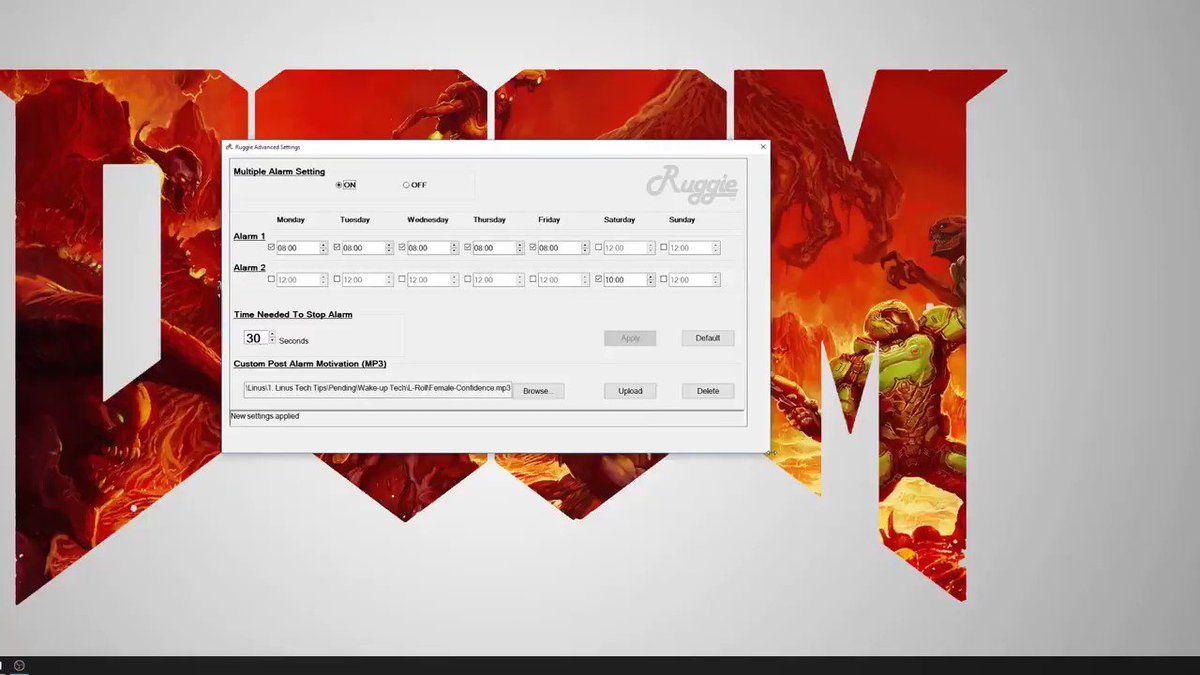 DOOM
Ruggie Advanced Settings
Multiple Alarm Setting
ON OFF
Ruggie
Monday Tuesday Wednesday Thursday Friday Saturday Sunday
Alarm 1
08:00 08:00 08:00 08:00 08:00 12:00 12:00
Alarm 2
12:00 12:00 12:00 12:00 12:00 10:00 12:00
Time Needed To Stop Alarm
30 Seconds Apply Default
Custom Post Alarm Motivation (MP3)
\Linus\1. Linus Tech Tips\Pending\Wake-up Tech\L-Roll\Female-Confidence.mp3 Browse... Upload Delete
New settings applied